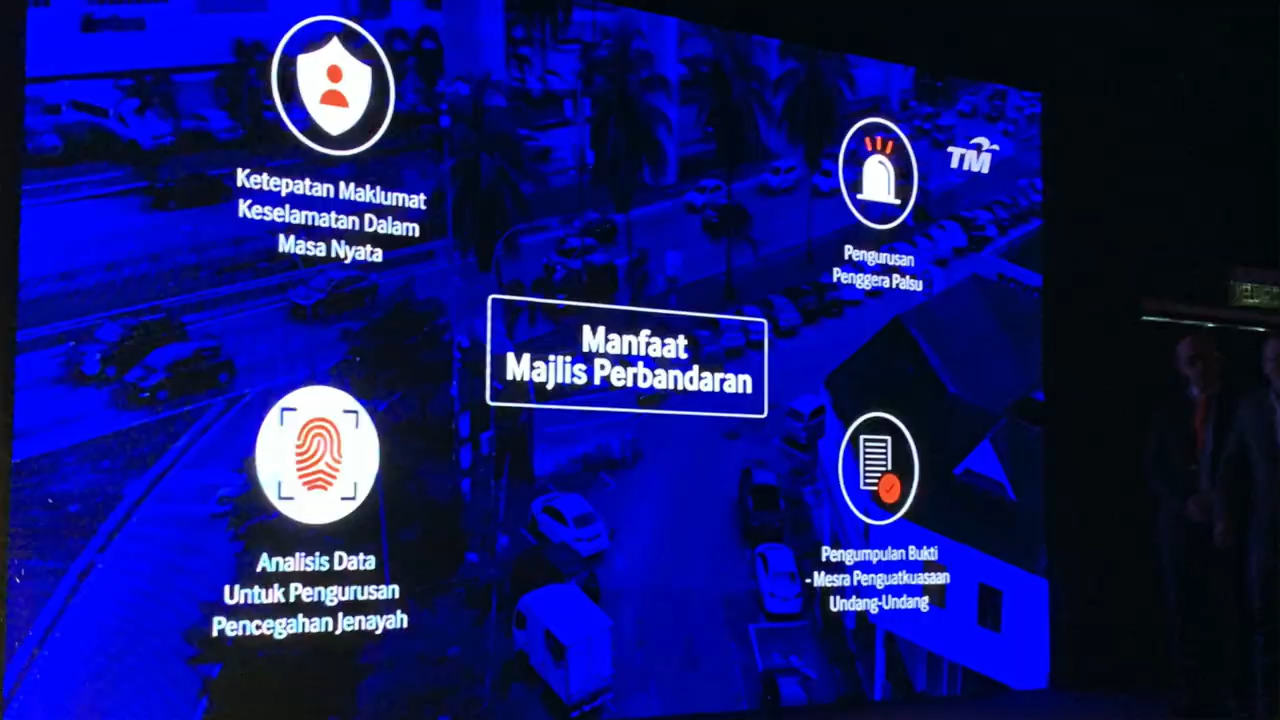 Ketepatan Maklumat
Keselamatan Dalam
Masa Nyata
TM
Pengurusan
Penggera Palsu
Manfaat
Majlis Perbandaran
Analisis Data
Untuk Pengurusan
Pencegahan Jenayah
Pengumpulan Bukti
- Mesra Penguatkuasaan
Undang-Undang